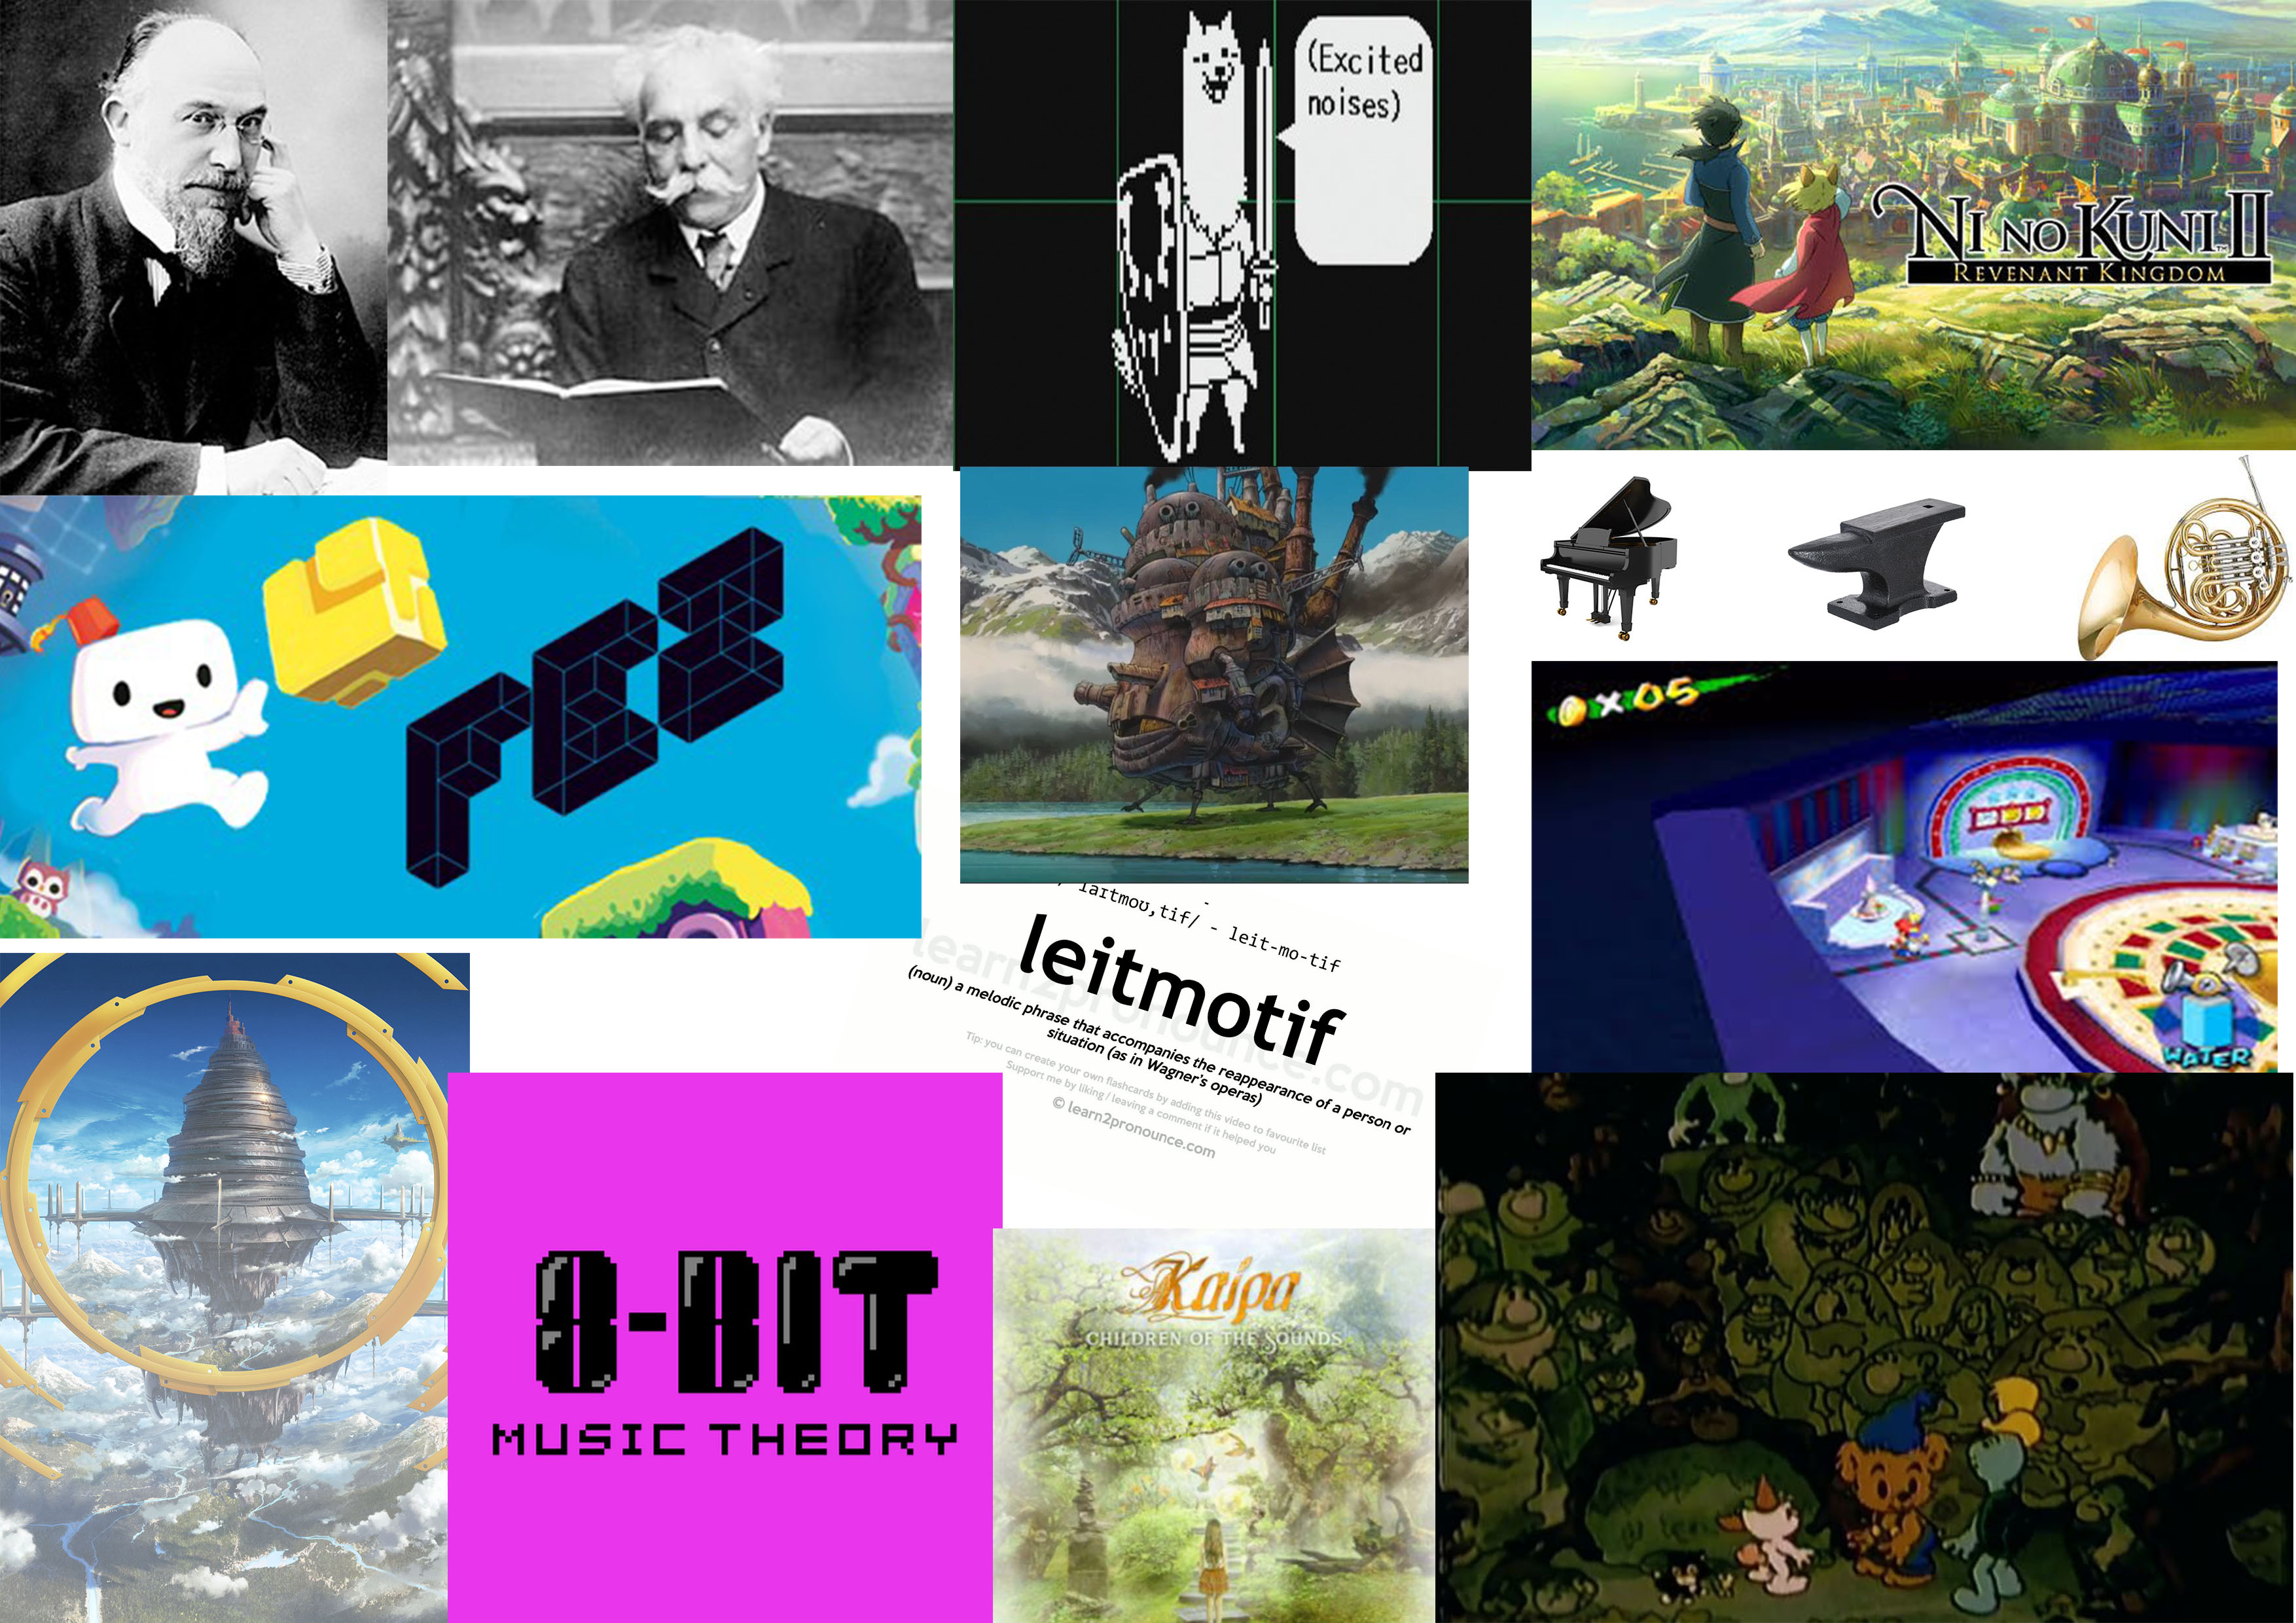 (Excited
noises)
NI NO KUNI II
REVENANT KINGDOM
FEZ
× 05
WATER
laɪtmoʊˌtif/ - leit-mo-tif
learn2pronounce.com
leitmotif
(noun) a melodic phrase that accompanies the reappearance of a person or
situation (as in Wagner's operas)
Tip: you can create your own flashcards by adding this video to favourite list
Support me by liking / leaving a comment if it helped you
© learn2pronounce.com
8-BIT
MUSIC THEORY
Kaipa
CHILDREN OF THE SOUNDS